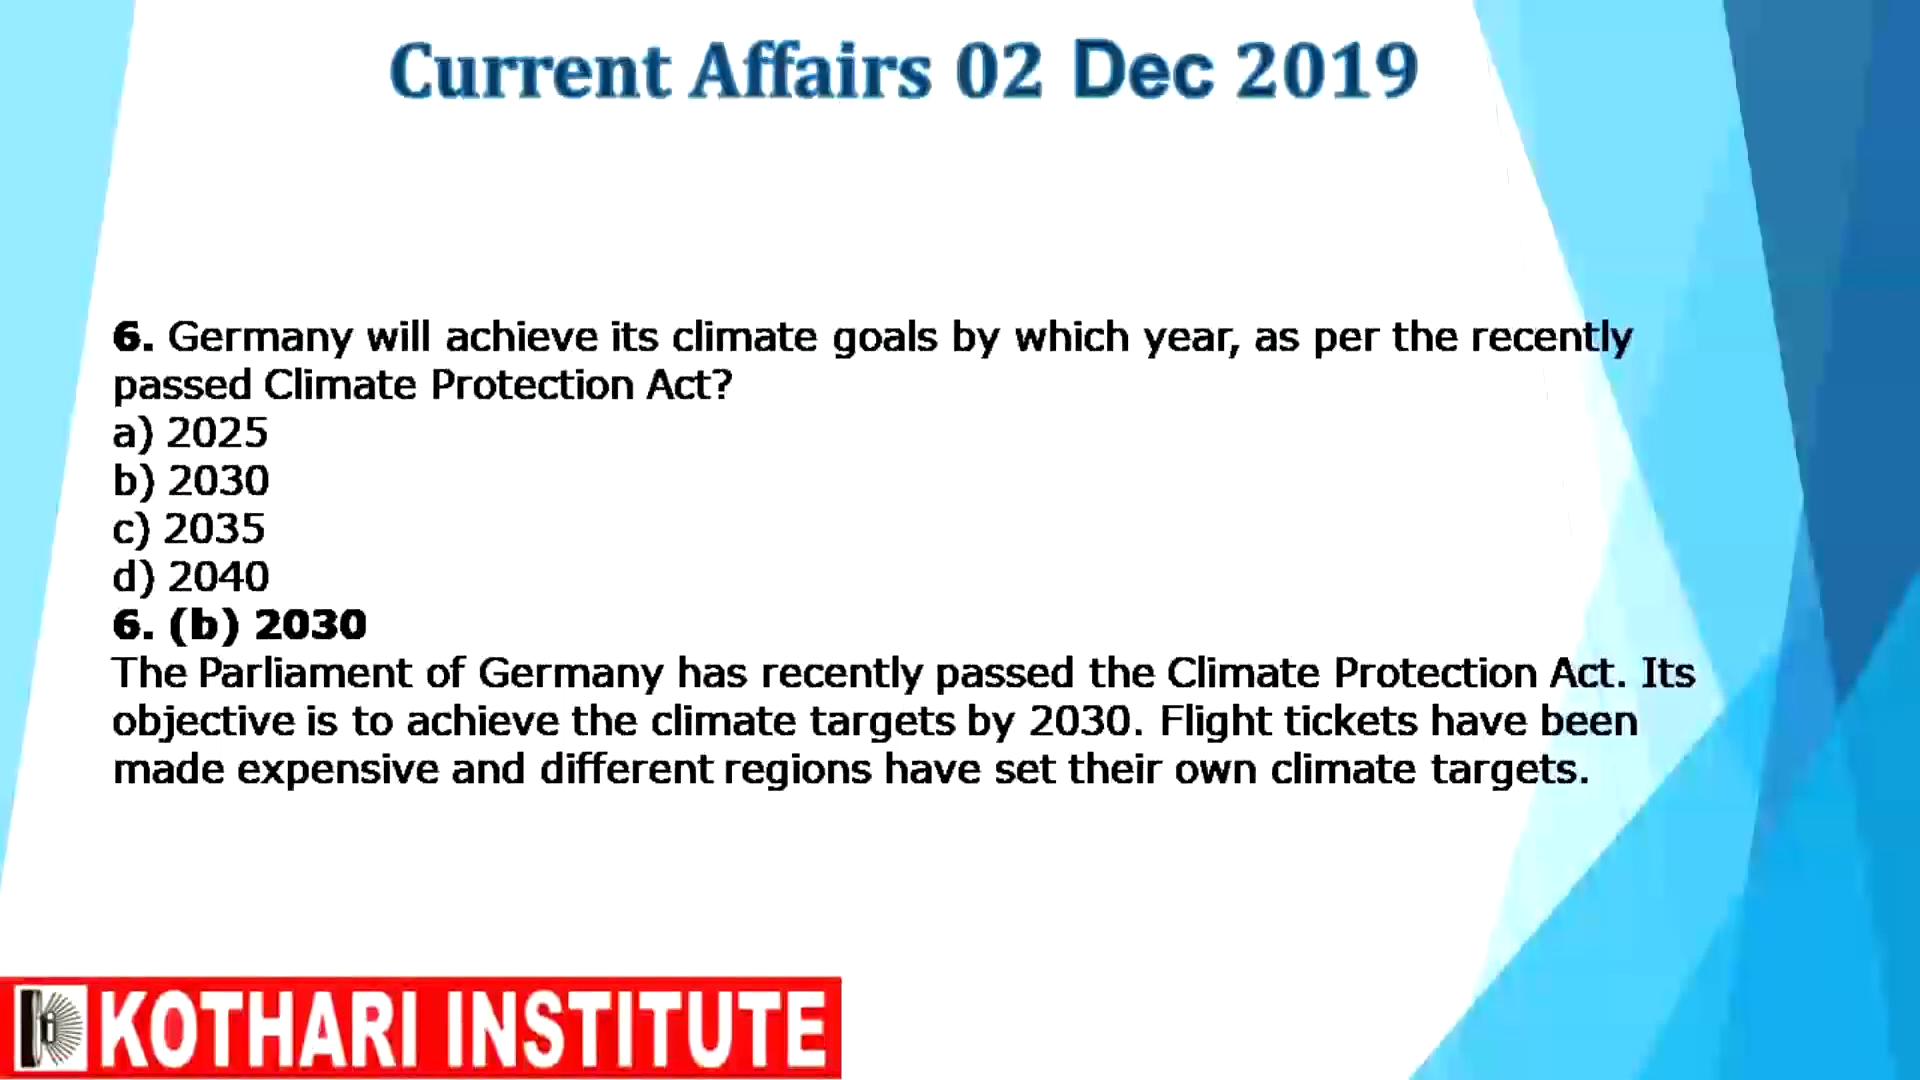 Current Affairs 02 Dec 2019
6. Germany will achieve its climate goals by which year, as per the recently
passed Climate Protection Act?
a) 2025
b) 2030
c) 2035
d) 2040
6. (b) 2030
The Parliament of Germany has recently passed the Climate Protection Act. Its
objective is to achieve the climate targets by 2030. Flight tickets have been
made expensive and different regions have set their own climate targets.
KOTHARI INSTITUTE